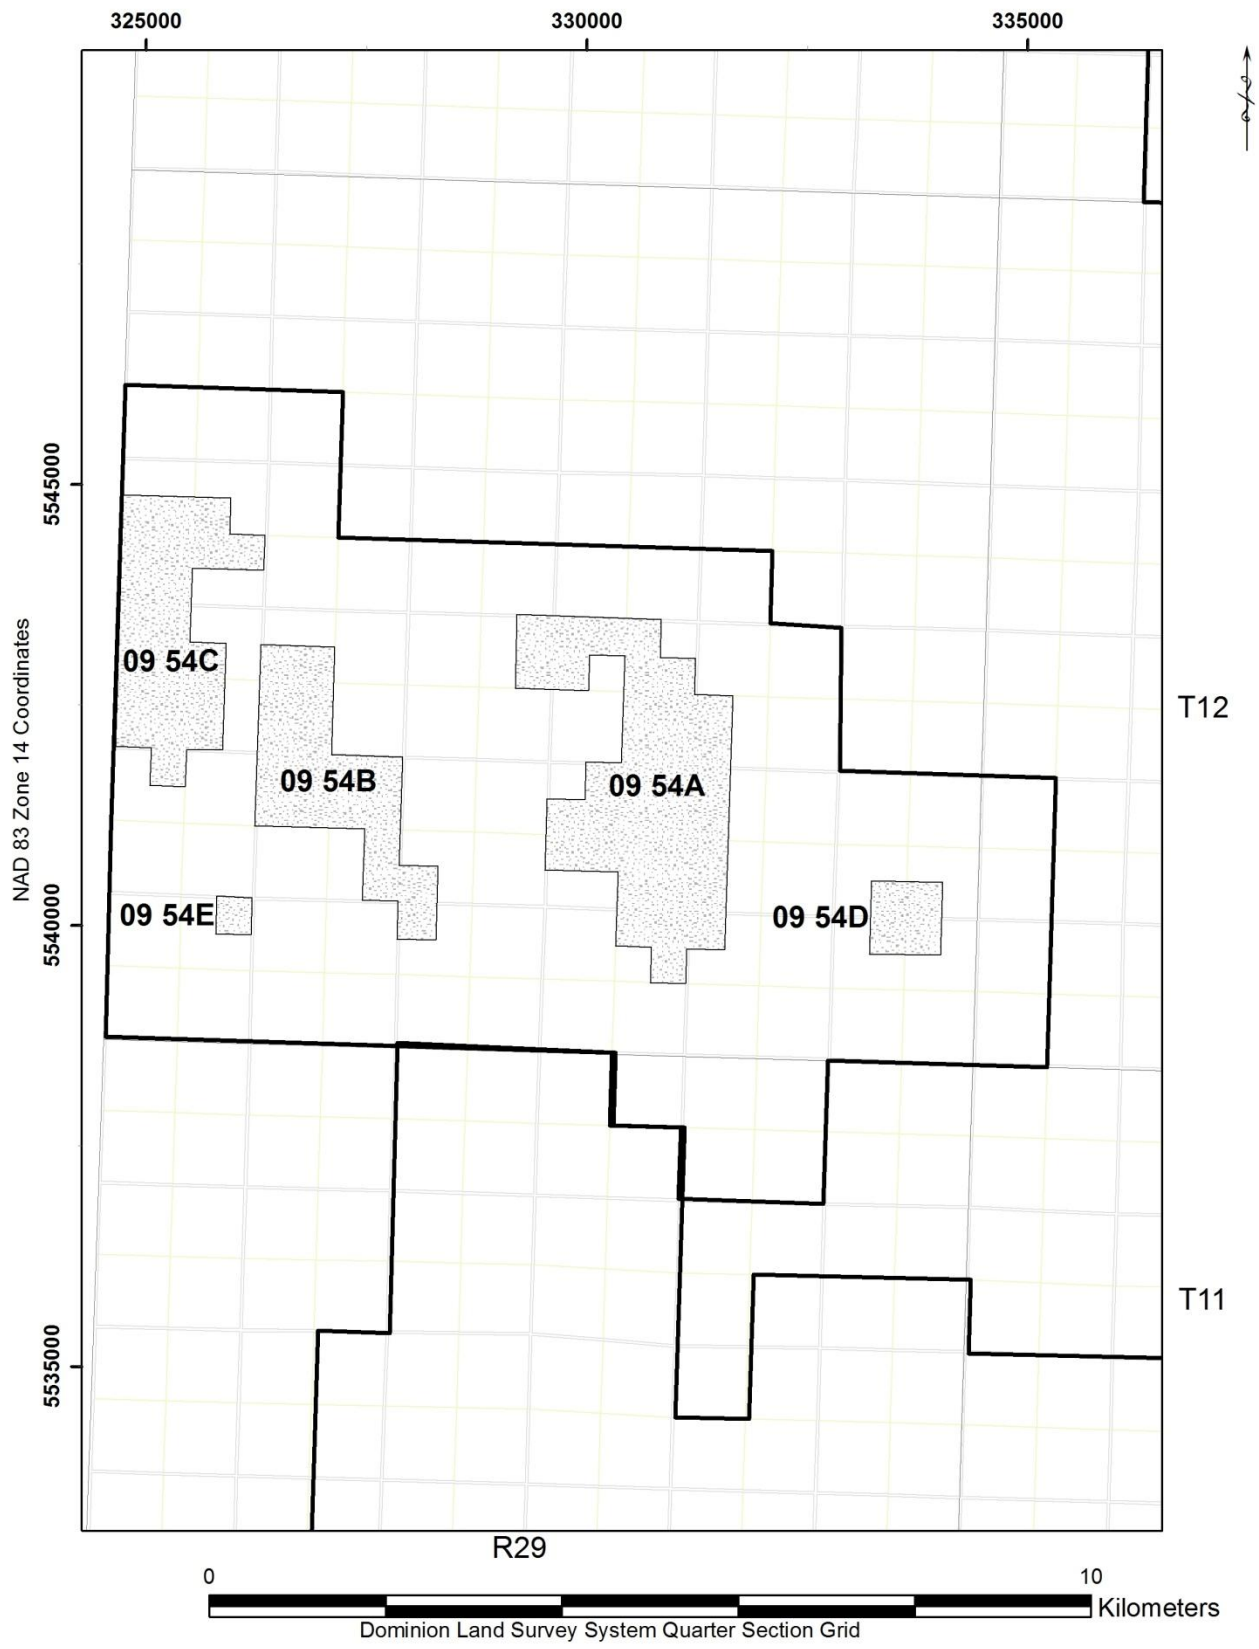 325000
330000
335000
5545000
09 54C
T12
09 54B
09 54A
NAD 83 Zone 14 Coordinates
09 54E
09 54D
5540000
T11
5535000
R29
0
10
Kilometers
Dominion Land Survey System Quarter Section Grid